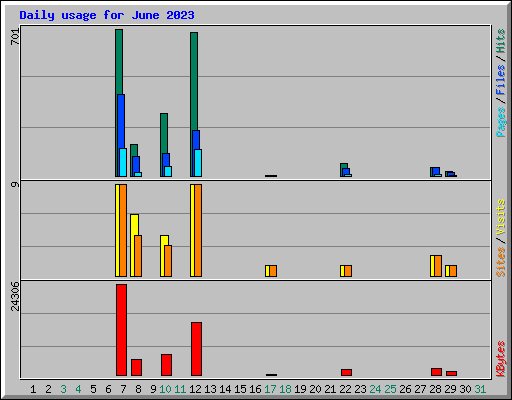 Daily usage for June 2023
701
Pages/Files/Hits
9
Sites/Visits
24306
KBytes
1 2 3 4 5 6 7 8 9 10 11 12 13 14 15 16 17 18 19 20 21 22 23 24 25 26 27 28 29 30 31